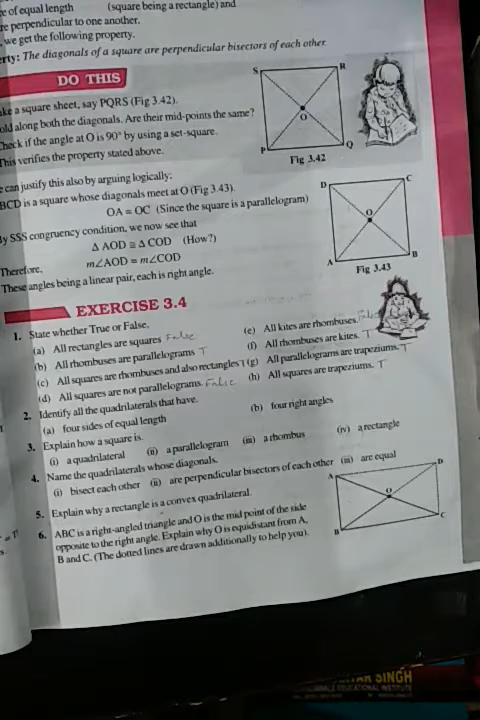 e of equal length (square being a rectangle) and
re perpendicular to one another.
, we get the following property.
erty: The diagonals of a square are perpendicular bisectors of each other.
DO THIS
ake a square sheet, say PQRS (Fig 3.42).
old along both the diagonals. Are their mid-points the same?
Check if the angle at O is 90° by using a set-square.
This verifies the property stated above.
S R
O
P Q
Fig 3.42
e can justify this also by arguing logically:
BCD is a square whose diagonals meet at O (Fig 3.43).
OA = OC (Since the square is a parallelogram)
By SSS congruency condition, we now see that
Δ AOD ≅ Δ COD (How?)
Therefore, m∠AOD = m∠COD
These angles being a linear pair, each is right angle.
D C
O
A B
Fig 3.43
EXERCISE 3.4
1. State whether True or False.
(a) All rectangles are squares False
(b) All rhombuses are parallelograms T
(c) All squares are rhombuses and also rectangles T
(d) All squares are not parallelograms. False
(e) All kites are rhombuses. False
(f) All rhombuses are kites. T
(g) All parallelograms are trapeziums. T
(h) All squares are trapeziums. T
2. Identify all the quadrilaterals that have.
(a) four sides of equal length (b) four right angles
3. Explain how a square is.
(i) a quadrilateral (ii) a parallelogram (iii) a rhombus (iv) a rectangle
4. Name the quadrilaterals whose diagonals.
(i) bisect each other (ii) are perpendicular bisectors of each other (iii) are equal
5. Explain why a rectangle is a convex quadrilateral.
6. ABC is a right-angled triangle and O is the mid point of the side
opposite to the right angle. Explain why O is equidistant from A,
B and C. (The dotted lines are drawn additionally to help you).
A D
O
B C
SINGH
EDUCATIONAL INSTITUTE